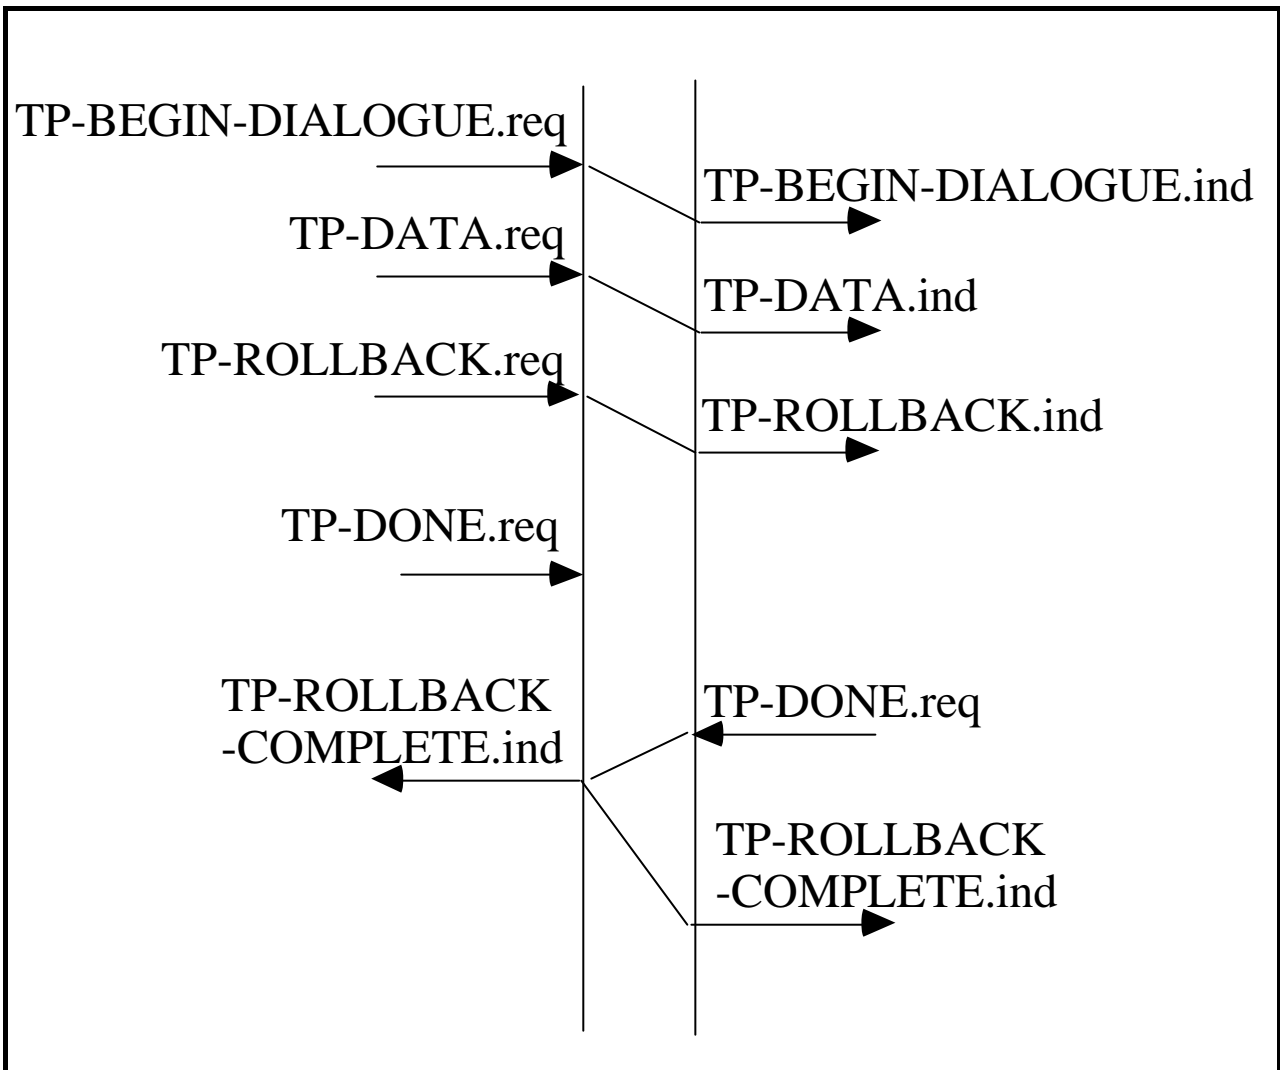 TP-BEGIN-DIALOGUE.req
TP-BEGIN-DIALOGUE.ind
TP-DATA.req
TP-DATA.ind
TP-ROLLBACK.req
TP-ROLLBACK.ind
TP-DONE.req
TP-ROLLBACK
-COMPLETE.ind
TP-DONE.req
TP-ROLLBACK
-COMPLETE.ind